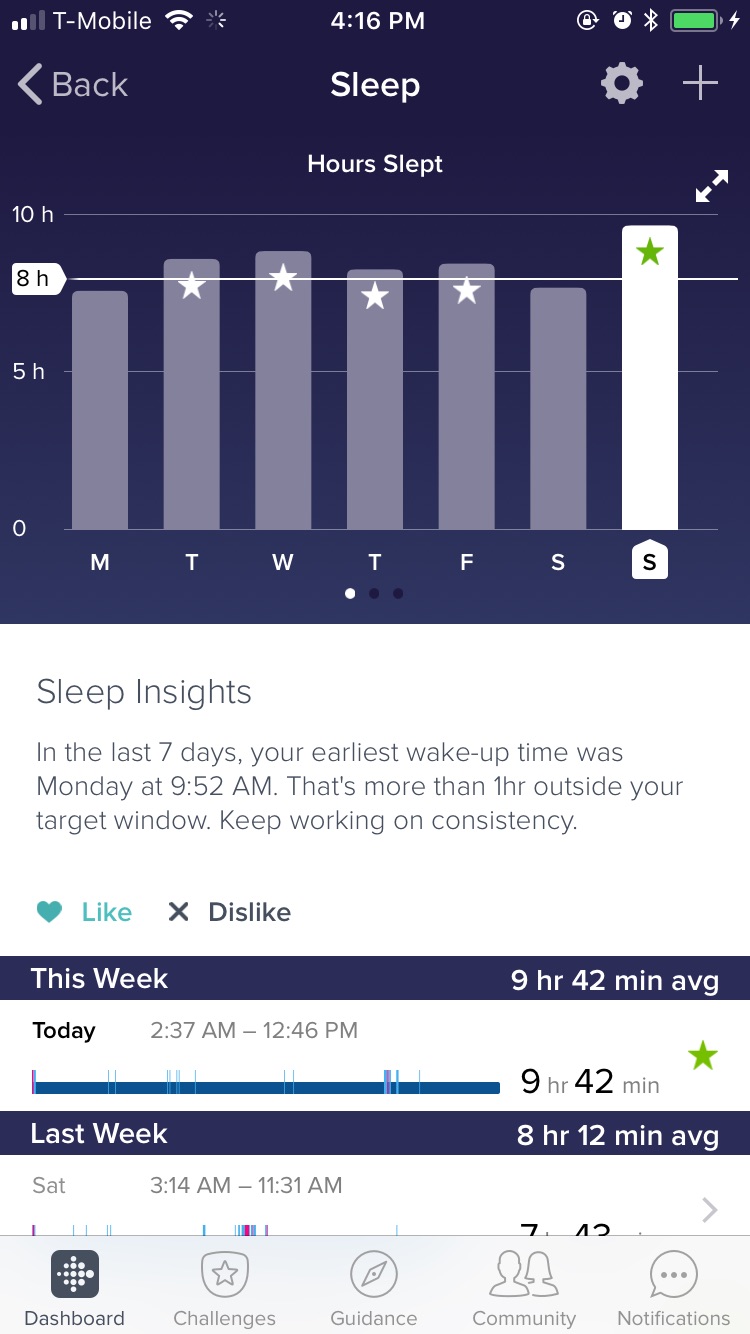 T-Mobile 4:16 PM
Back Sleep
Hours Slept
10 h
8 h
5 h
0
M T W T F S S
Sleep Insights
In the last 7 days, your earliest wake-up time was
Monday at 9:52 AM. That's more than 1hr outside your
target window. Keep working on consistency.
Like Dislike
This Week 9 hr 42 min avg
Today 2:37 AM – 12:46 PM
9 hr 42 min
Last Week 8 hr 12 min avg
Sat 3:14 AM – 11:31 AM
Dashboard Challenges Guidance Community Notifications